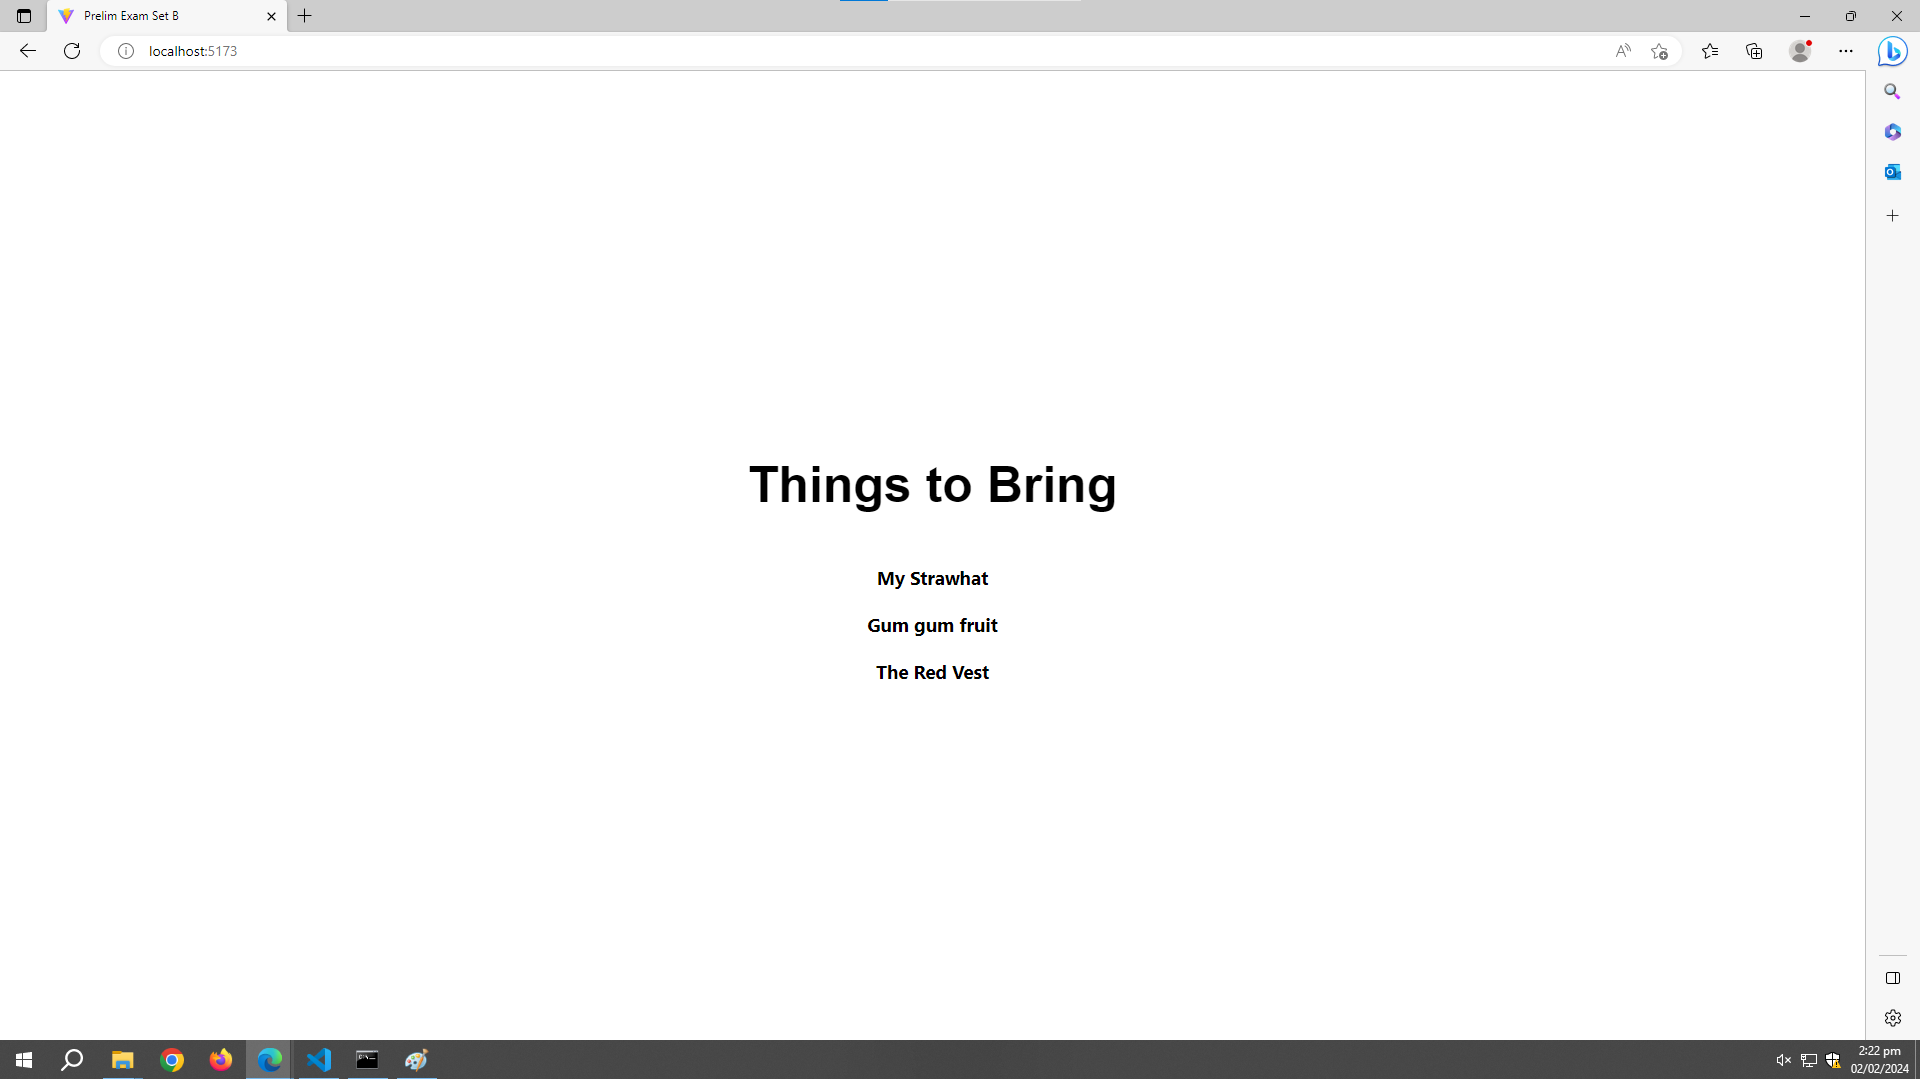 Prelim Exam Set B
localhost:5173
Things to Bring
My Strawhat
Gum gum fruit
The Red Vest
2:22 pm
02/02/2024